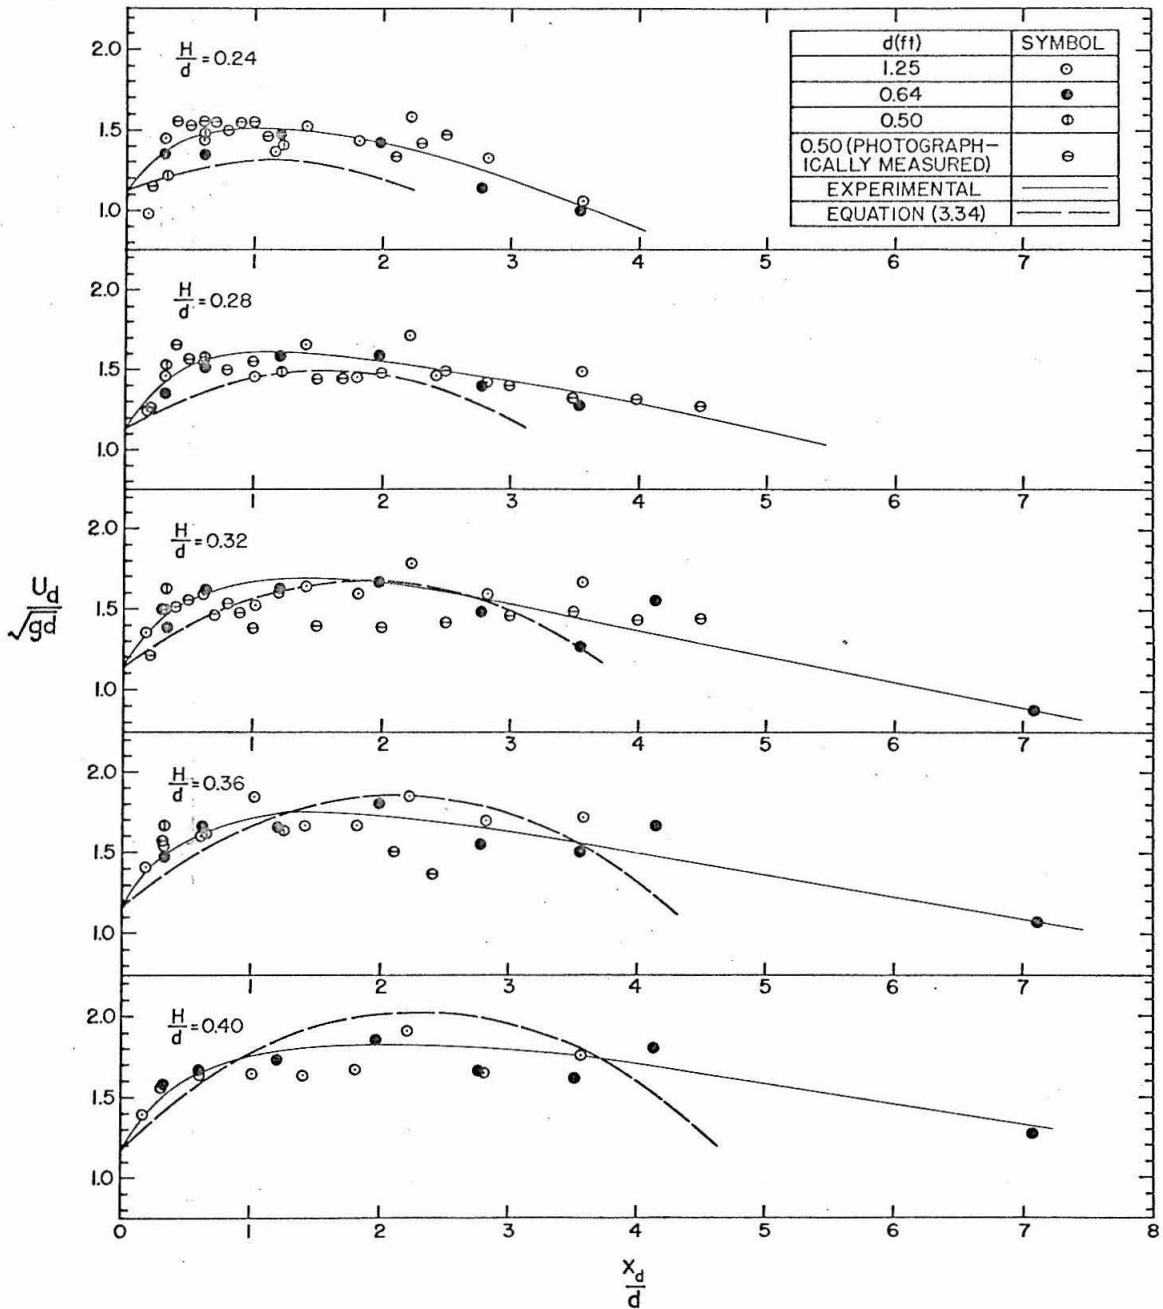 d(ft) SYMBOL
1.25
0.64
0.50
0.50 (PHOTOGRAPH-
ICALLY MEASURED)
EXPERIMENTAL
EQUATION (3.34)
2.0
H/d = 0.24
1.5
1.0
1 2 3 4 5 6 7
2.0
H/d = 0.28
1.5
1.0
1 2 3 4 5 6 7
2.0
H/d = 0.32
1.5
1.0
U_d/√gd
1 2 3 4 5 6 7
2.0
H/d = 0.36
1.5
1.0
1 2 3 4 5 6 7
2.0
H/d = 0.40
1.5
1.0
0 1 2 3 4 5 6 7 8
X_d/d